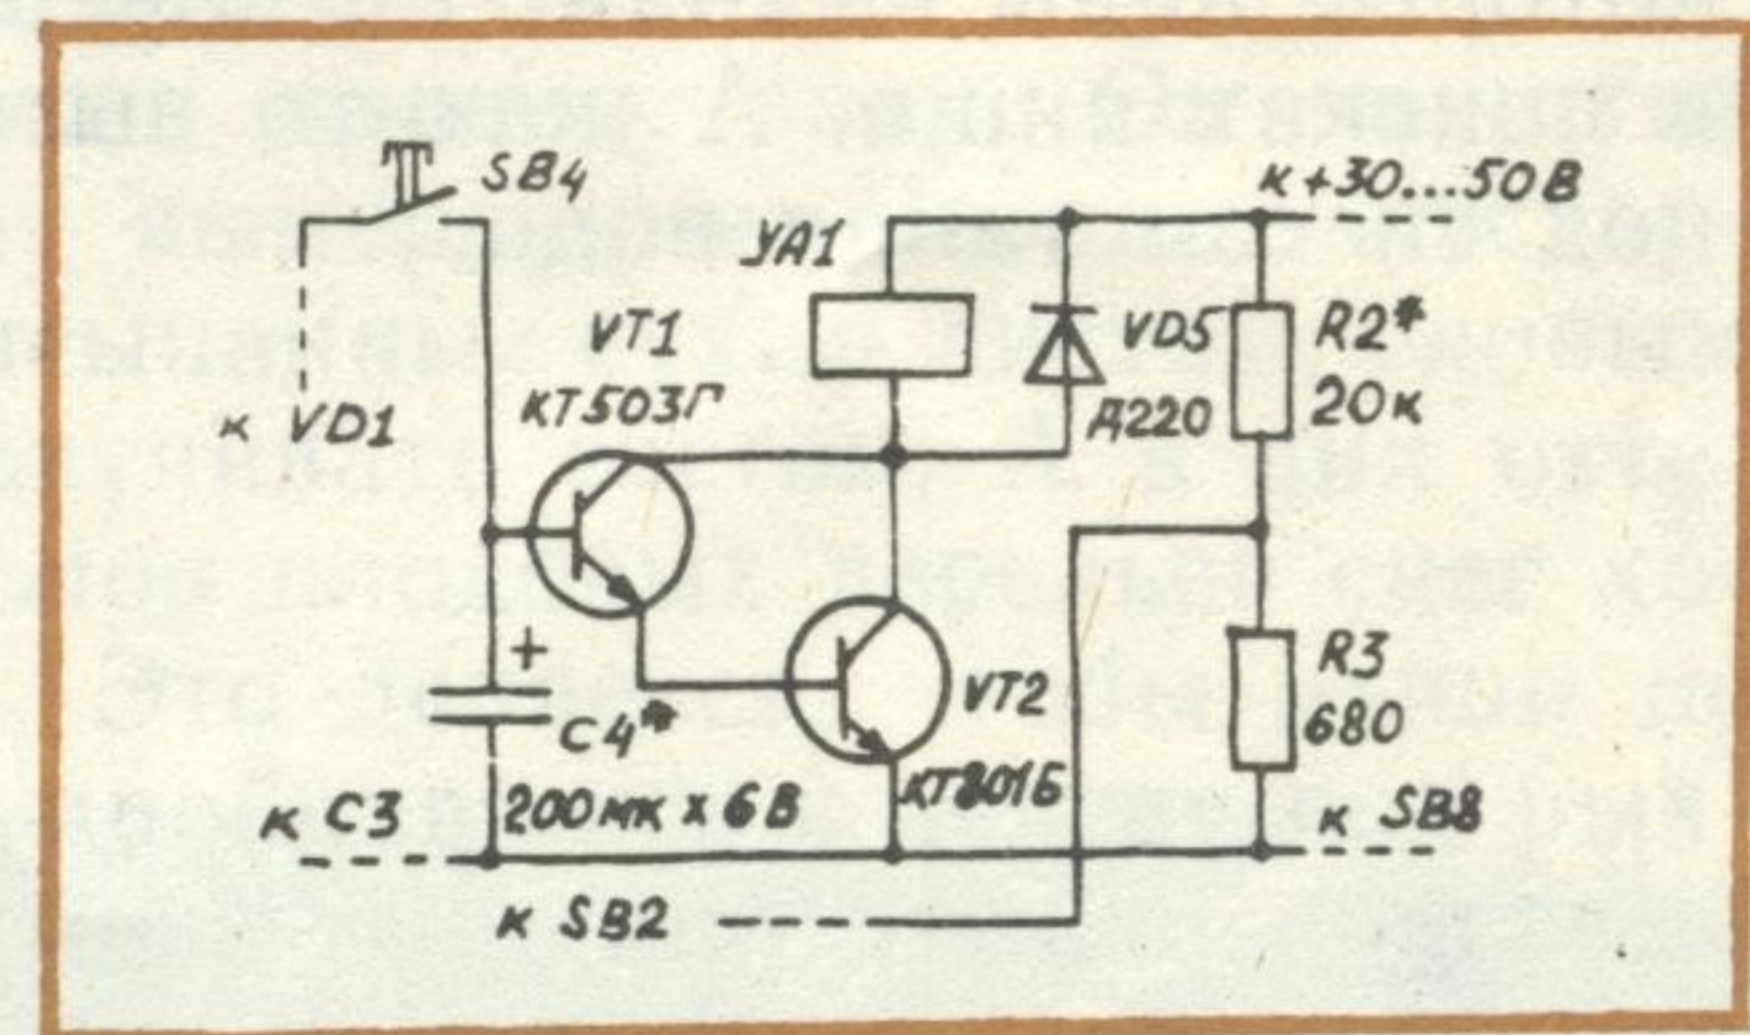 SB4
к +30...50В
УА1
VT1
КТ503Г
VD5
Д220
R2*
20к
к VD1
+
С4*
200мк х 6В
VT2
КТ801Б
R3
680
к С3
к SB8
к SB2